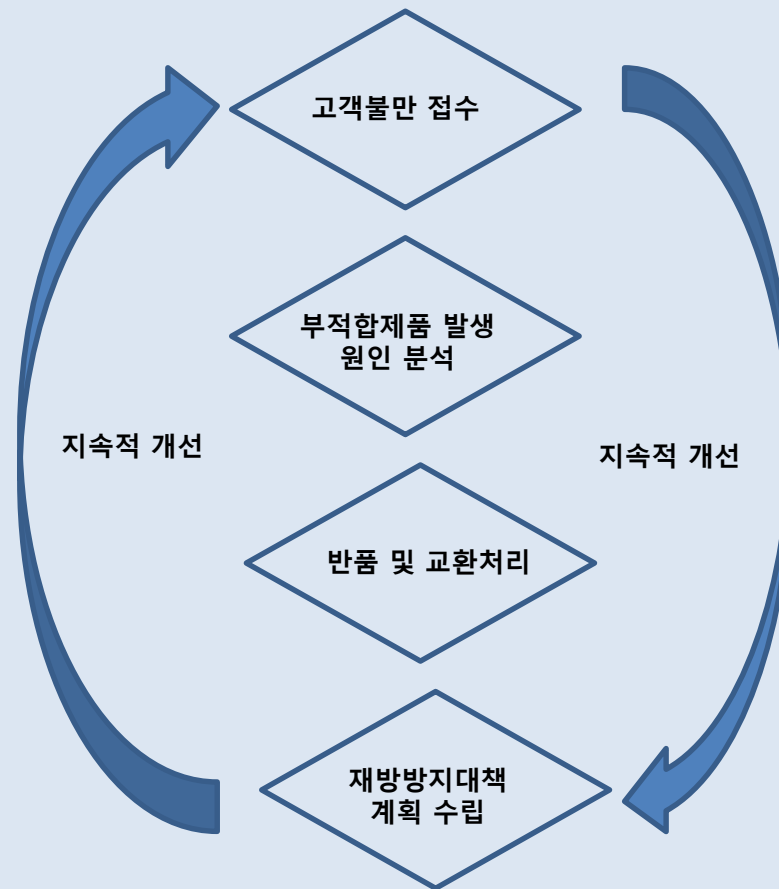 고객불만 접수
부적합제품 발생
원인 분석
지속적 개선
지속적 개선
반품 및 교환처리
재방방지대책
계획 수립